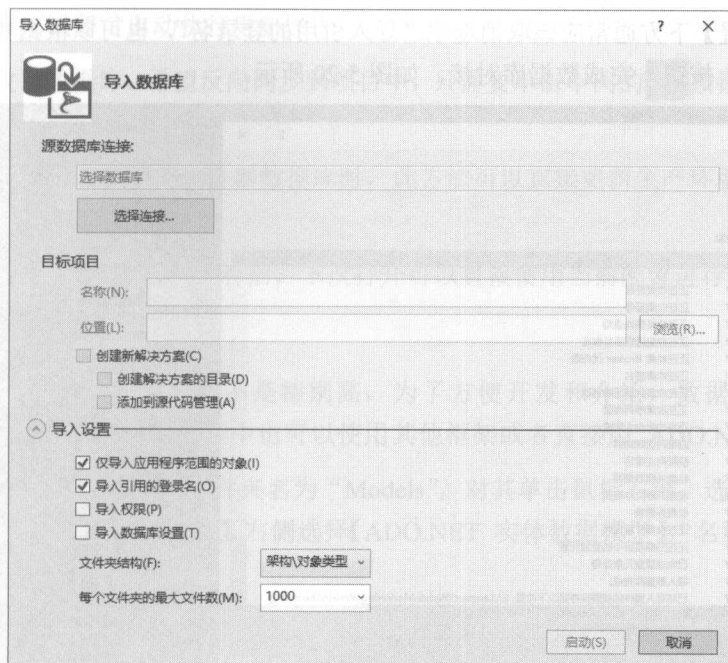 导入数据库
? ×
导入数据库
源数据库连接:
选择数据库
选择连接...
目标项目
名称(N):
位置(L):
浏览(R)...
创建新解决方案(C)
创建解决方案的目录(D)
添加到源代码管理(A)
导入设置
仅导入应用程序范围的对象(I)
导入引用的登录名(O)
导入权限(P)
导入数据库设置(T)
文件夹结构(F): 架构\对象类型
每个文件夹的最大文件数(M): 1000
启动(S) 取消